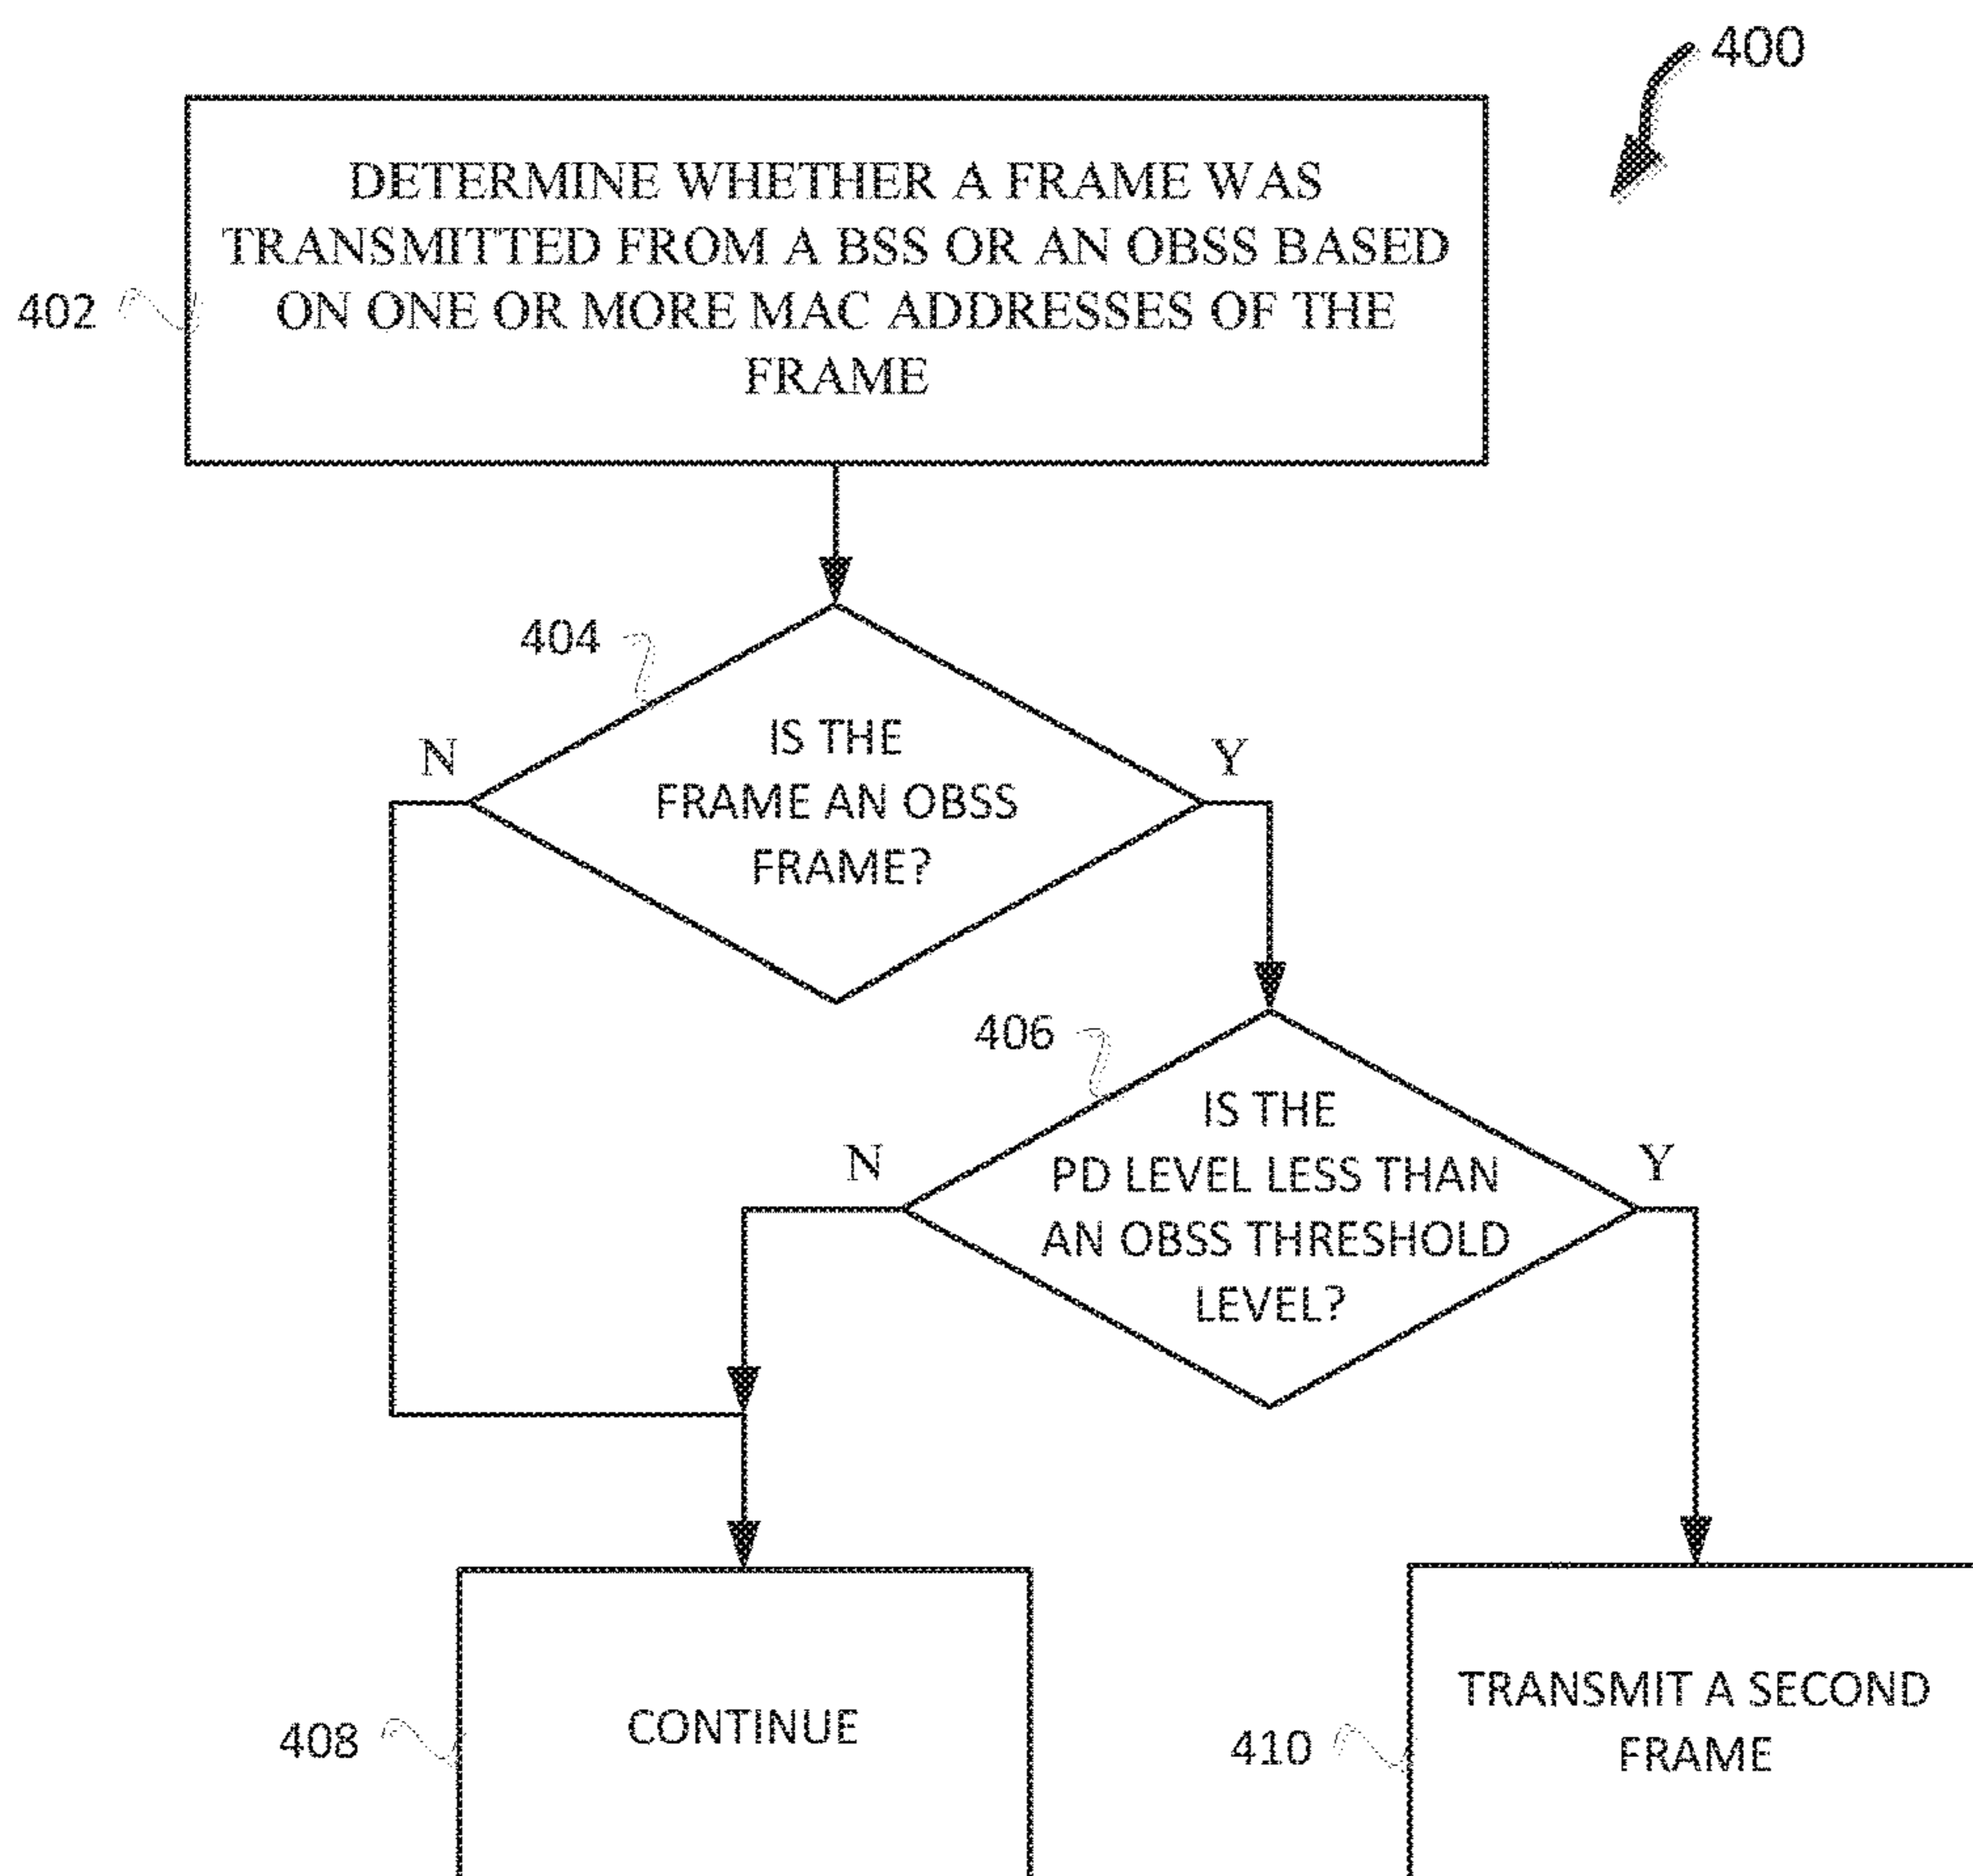 400
DETERMINE WHETHER A FRAME WAS
TRANSMITTED FROM A BSS OR AN OBSS BASED
ON ONE OR MORE MAC ADDRESSES OF THE
FRAME
402
404
IS THE
FRAME AN OBSS
FRAME?
N
Y
406
IS THE
PD LEVEL LESS THAN
AN OBSS THRESHOLD
LEVEL?
N
Y
408
CONTINUE
410
TRANSMIT A SECOND
FRAME